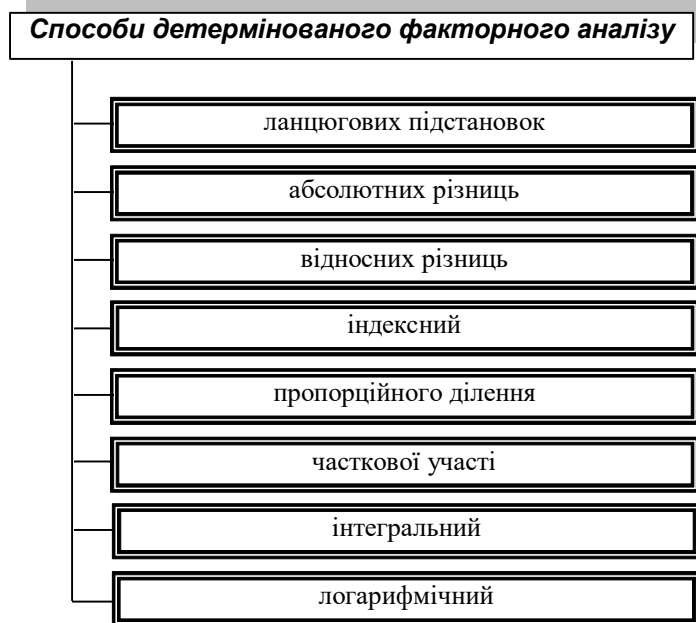 Способи детермінованого факторного аналізу
ланцюгових підстановок
абсолютних різниць
відносних різниць
індексний
пропорційного ділення
часткової участі
інтегральний
логарифмічний